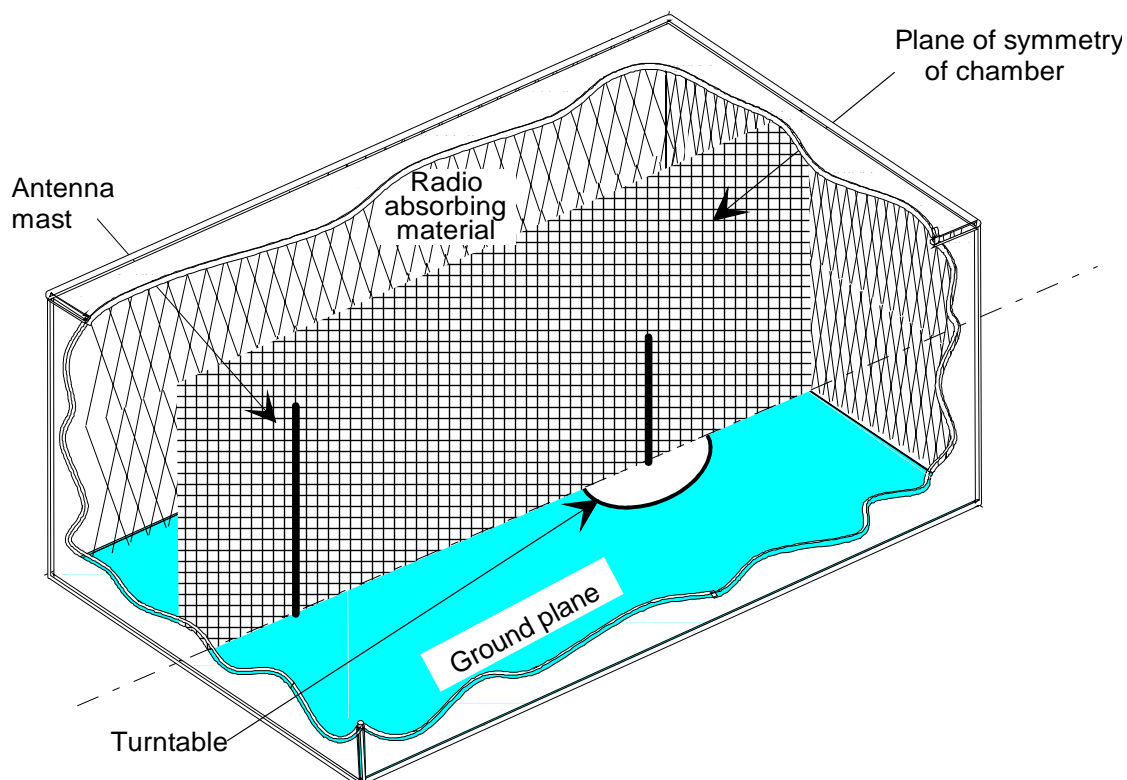 Plane of symmetry
of chamber
Antenna
mast
Radio
absorbing
material
Ground plane
Turntable